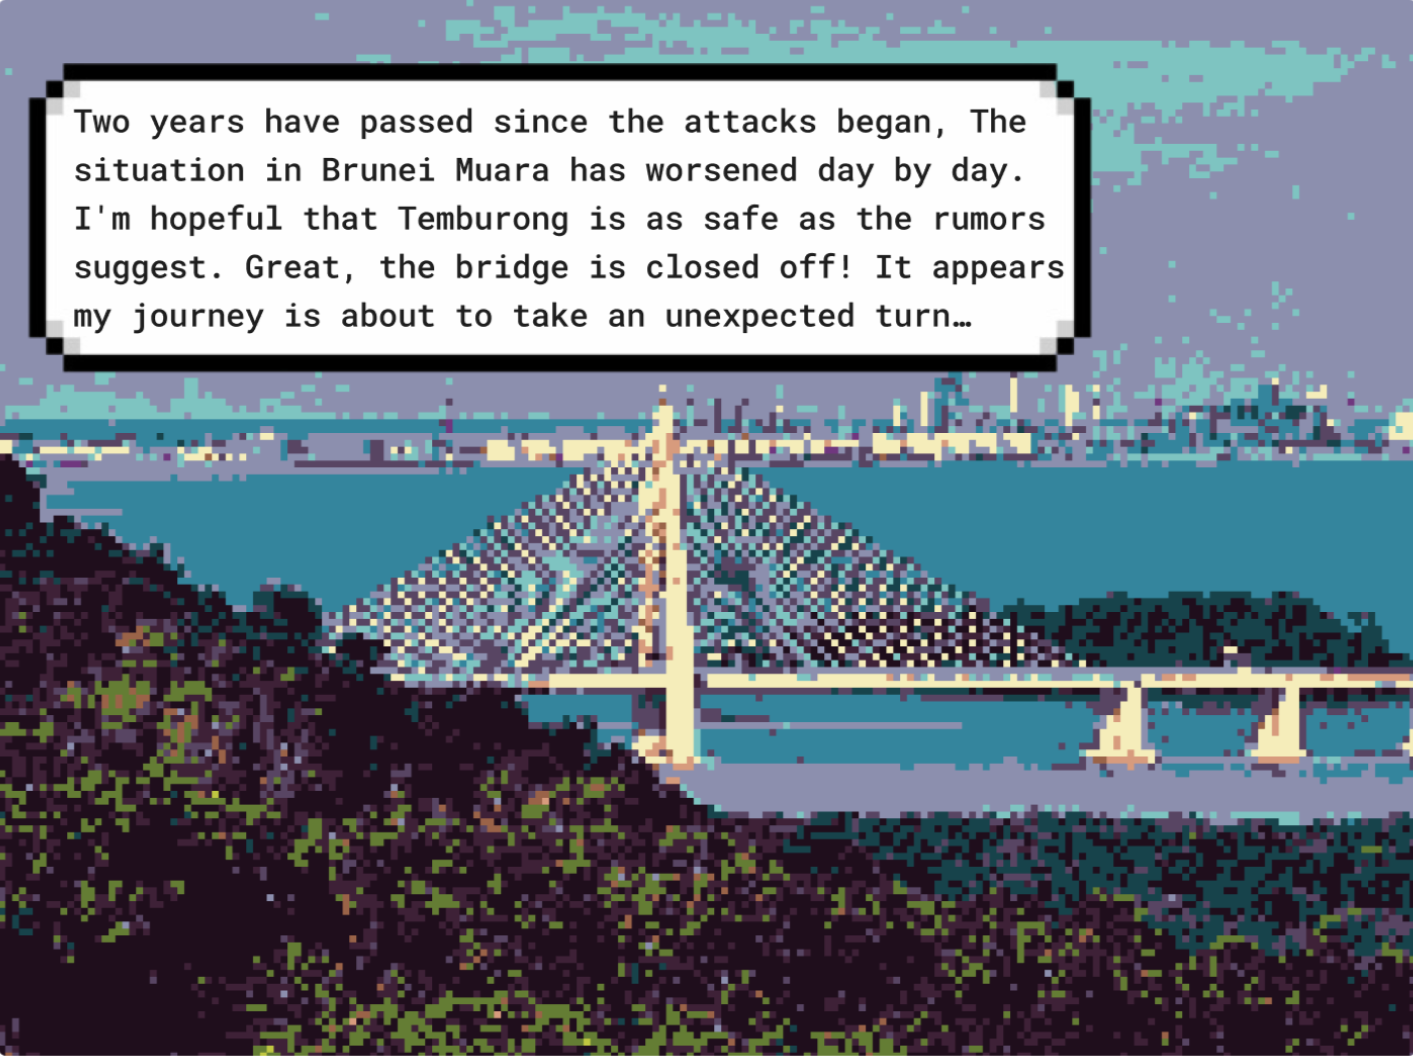 Two years have passed since the attacks began, The
situation in Brunei Muara has worsened day by day.
I'm hopeful that Temburong is as safe as the rumors
suggest. Great, the bridge is closed off! It appears
my journey is about to take an unexpected turn…